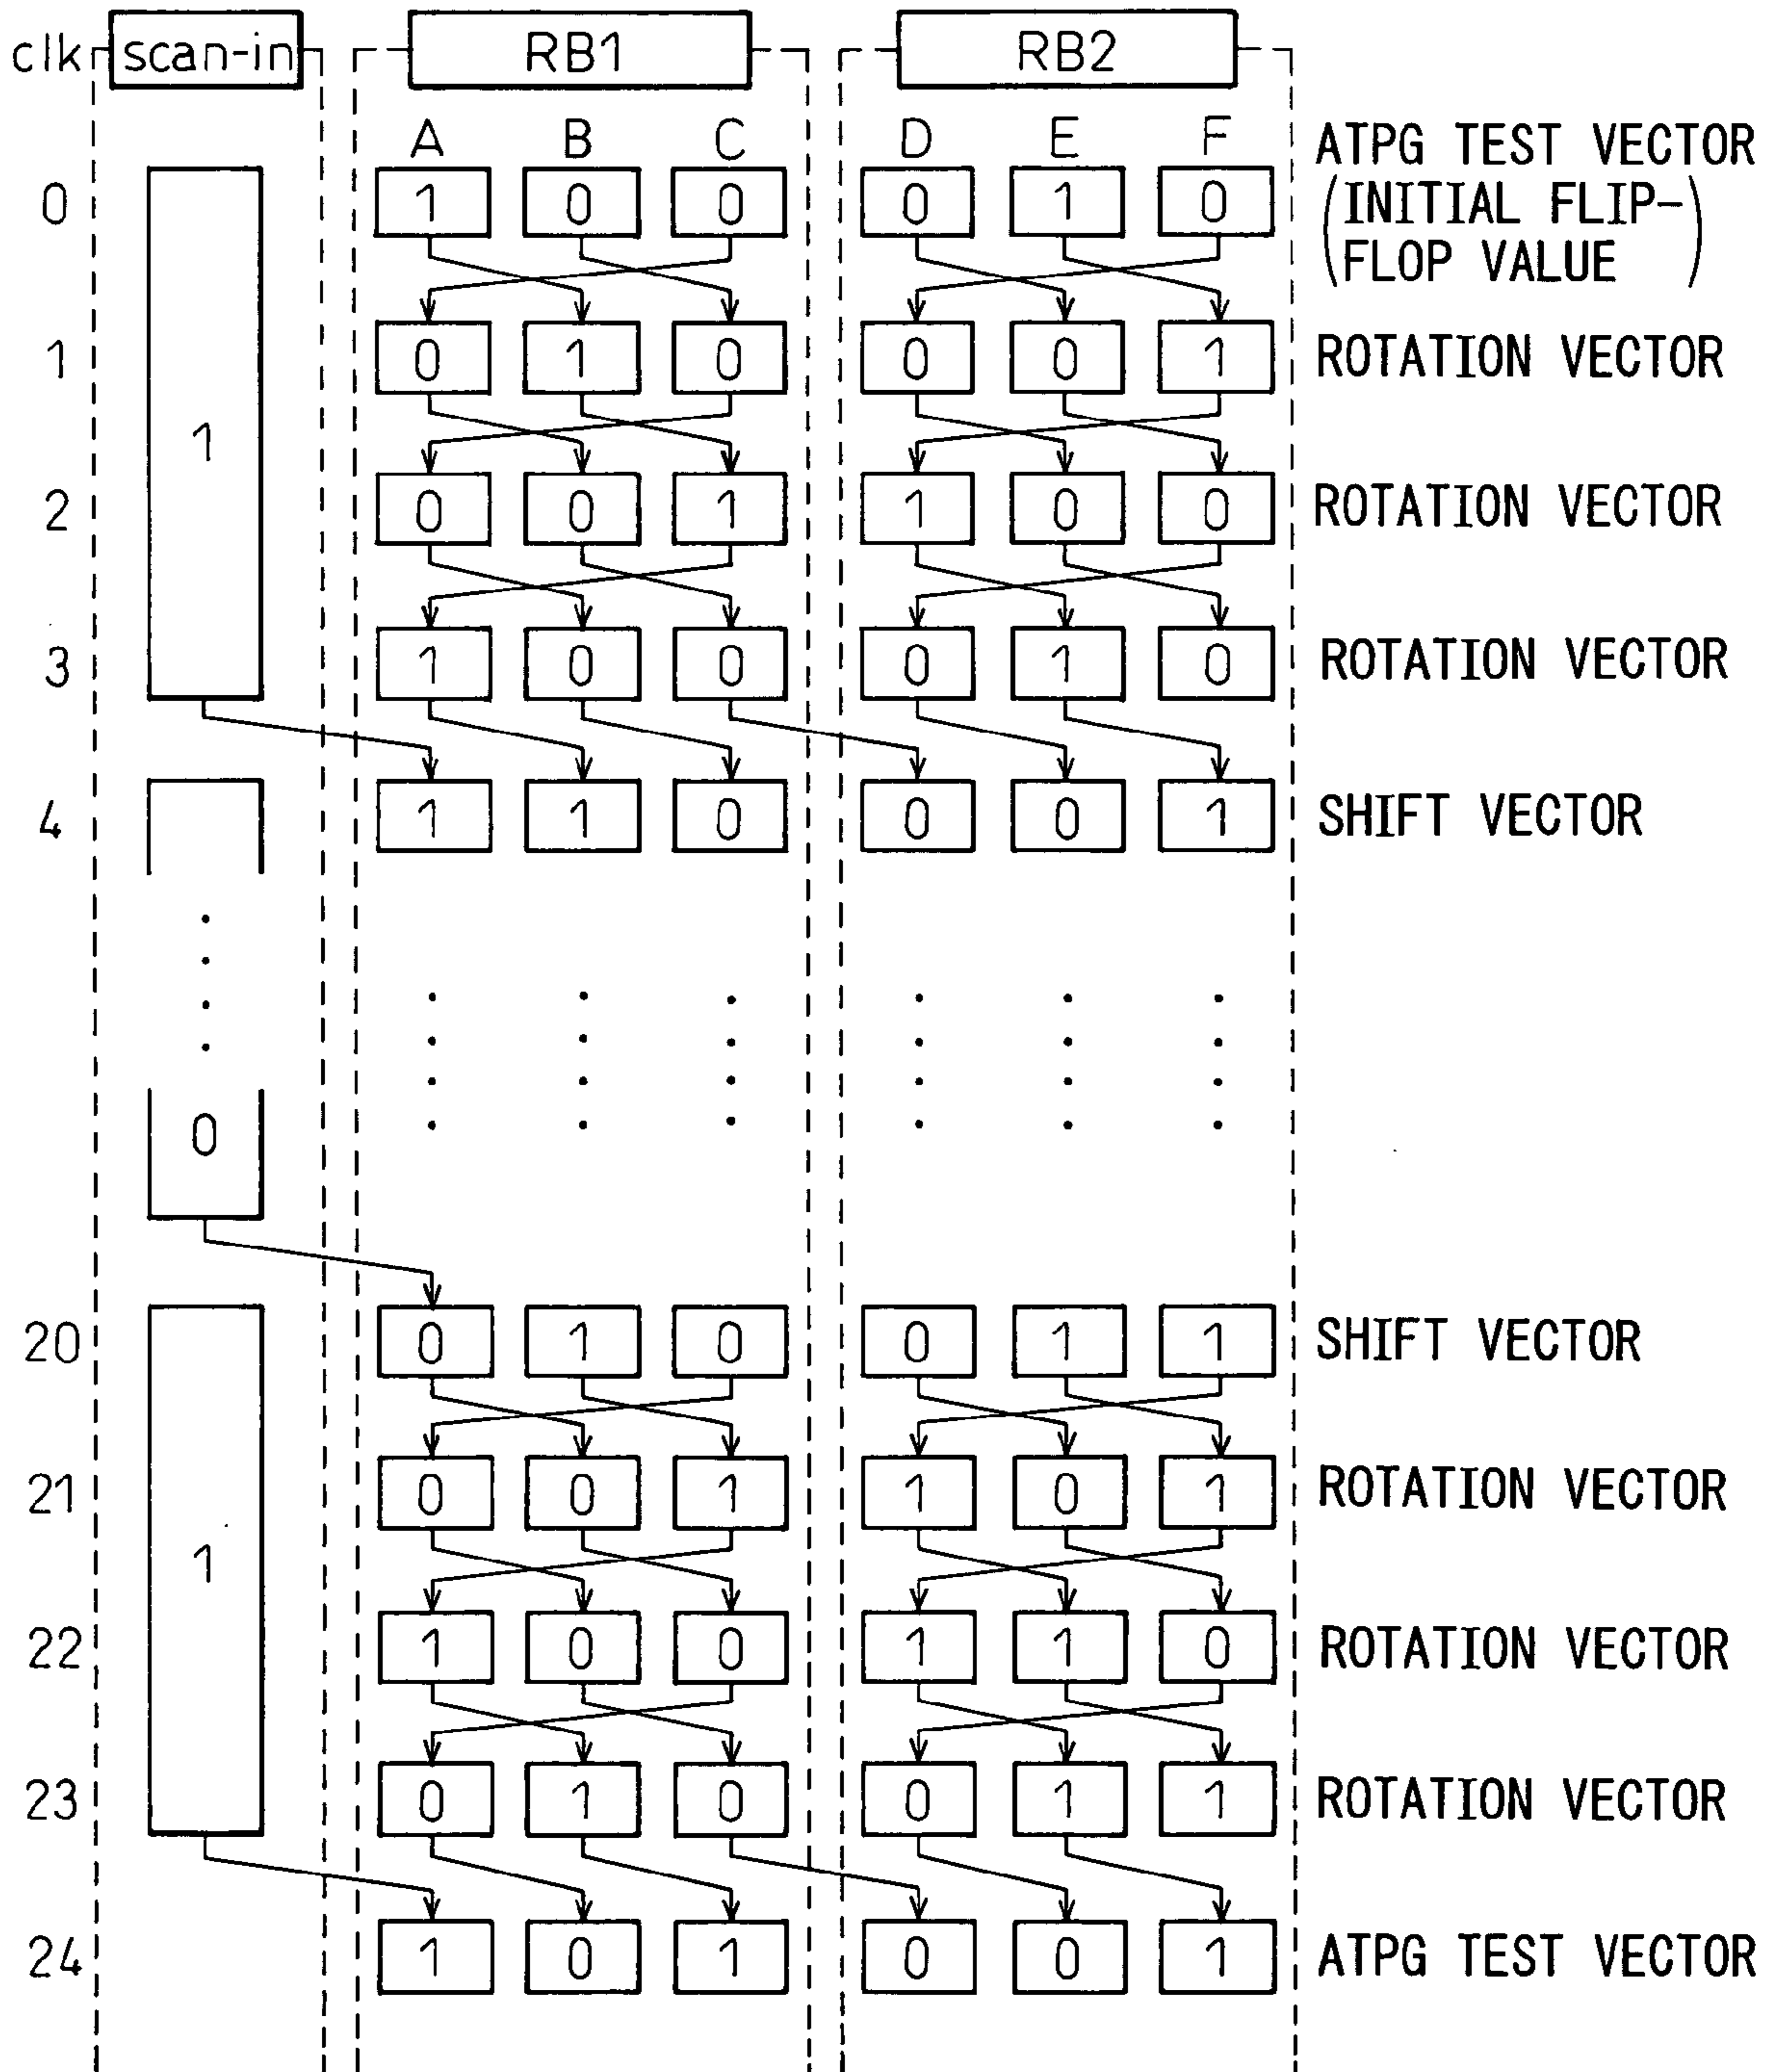 clk scan-in RB1 RB2
A B C D E F ATPG TEST VECTOR
0 1 0 0 0 1 0 (INITIAL FLIP-
FLOP VALUE)
1 0 1 0 0 0 1 ROTATION VECTOR
1
2 0 0 1 1 0 0 ROTATION VECTOR
3 1 0 0 0 1 0 ROTATION VECTOR
4 1 1 0 0 0 1 SHIFT VECTOR
0
20 0 1 0 0 1 1 SHIFT VECTOR
21 0 0 1 1 0 1 ROTATION VECTOR
1
22 1 0 0 1 1 0 ROTATION VECTOR
23 0 1 0 0 1 1 ROTATION VECTOR
24 1 0 1 0 0 1 ATPG TEST VECTOR